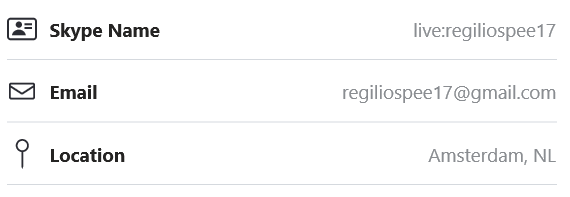 Skype Name live:regiliospee17
Email regiliospee17@gmail.com
Location Amsterdam, NL